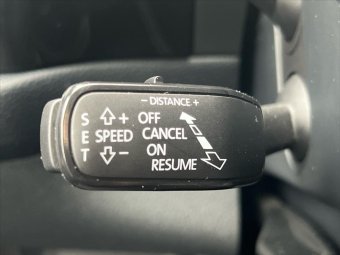 - DISTANCE +
S + OFF
E SPEED CANCEL
T - ON
RESUME